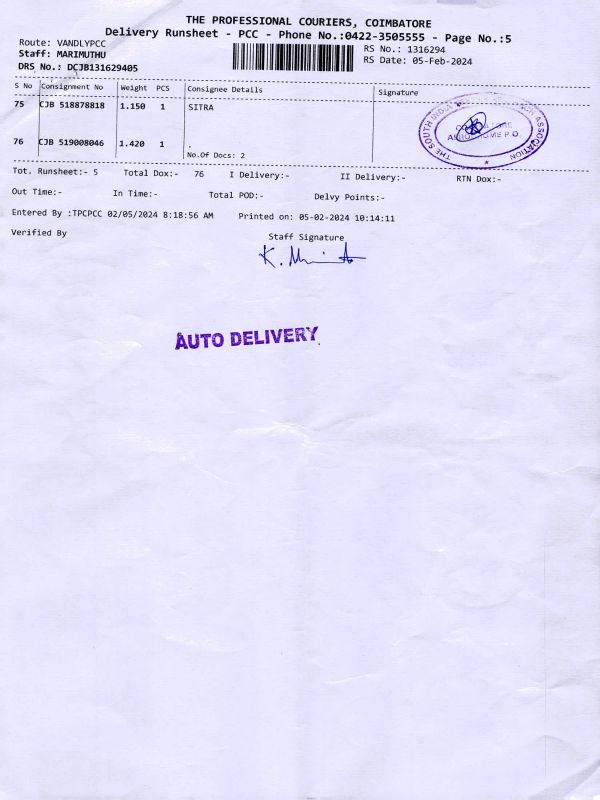 THE PROFESSIONAL COURIERS, COIMBATORE
Delivery Runsheet - PCC - Phone No.:0422-3505555 - Page No.:5
Route: VANDLYPCC
Staff: MARIMUTHU
DRS No.: DCJB131629405
RS No.: 1316294
RS Date: 05-Feb-2024
S No Consignment No Weight PCS Consignee Details Signature
75 CJB 518878818 1.150 1 SITRA
THE SOUTH ASSOCIATION
P.O.
76 CJB 519008046 1.420 1 .
No.Of Docs: 2
Tot. Runsheet:- 5 Total Dox:- 76 I Delivery:- II Delivery:- RTN Dox:-
Out Time:- In Time:- Total POD:- Delvy Points:-
Entered By :TPCPCC 02/05/2024 8:18:56 AM Printed on: 05-02-2024 10:14:11
Verified By Staff Signature
AUTO DELIVERY